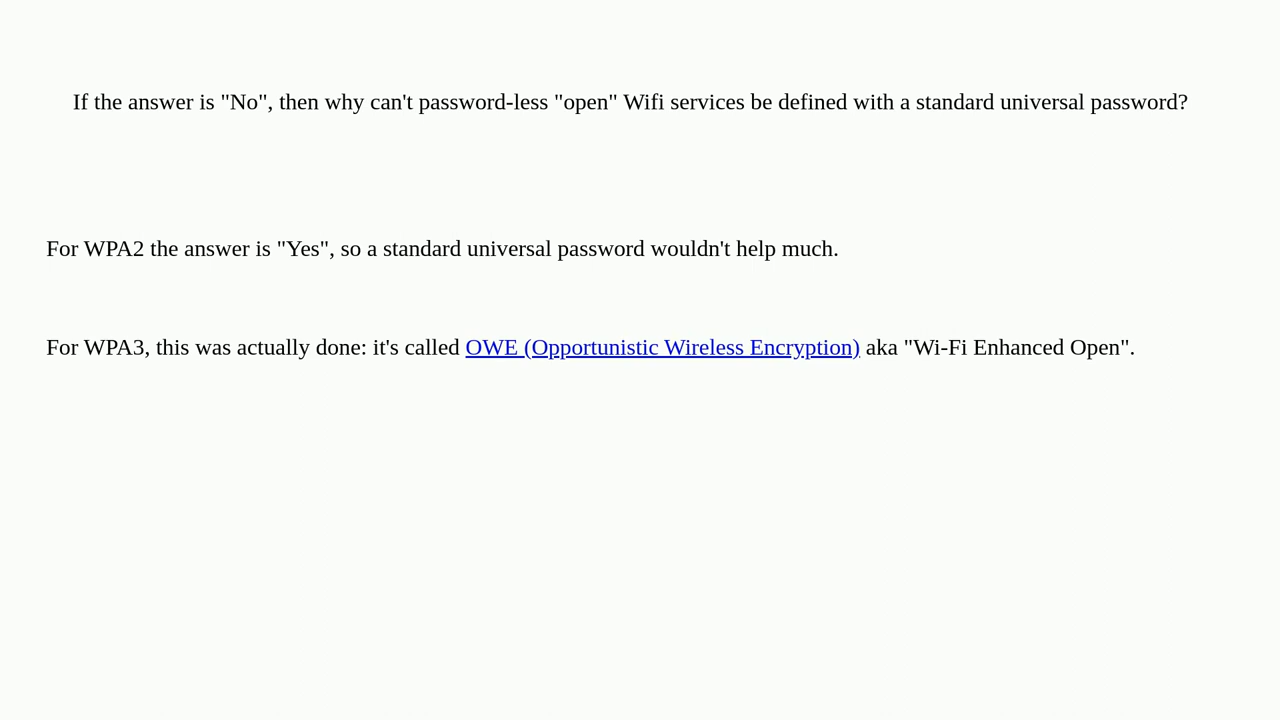 If the answer is "No", then why can't password-less "open" Wifi services be defined with a standard universal password?
For WPA2 the answer is "Yes", so a standard universal password wouldn't help much.
For WPA3, this was actually done: it's called OWE (Opportunistic Wireless Encryption) aka "Wi-Fi Enhanced Open".